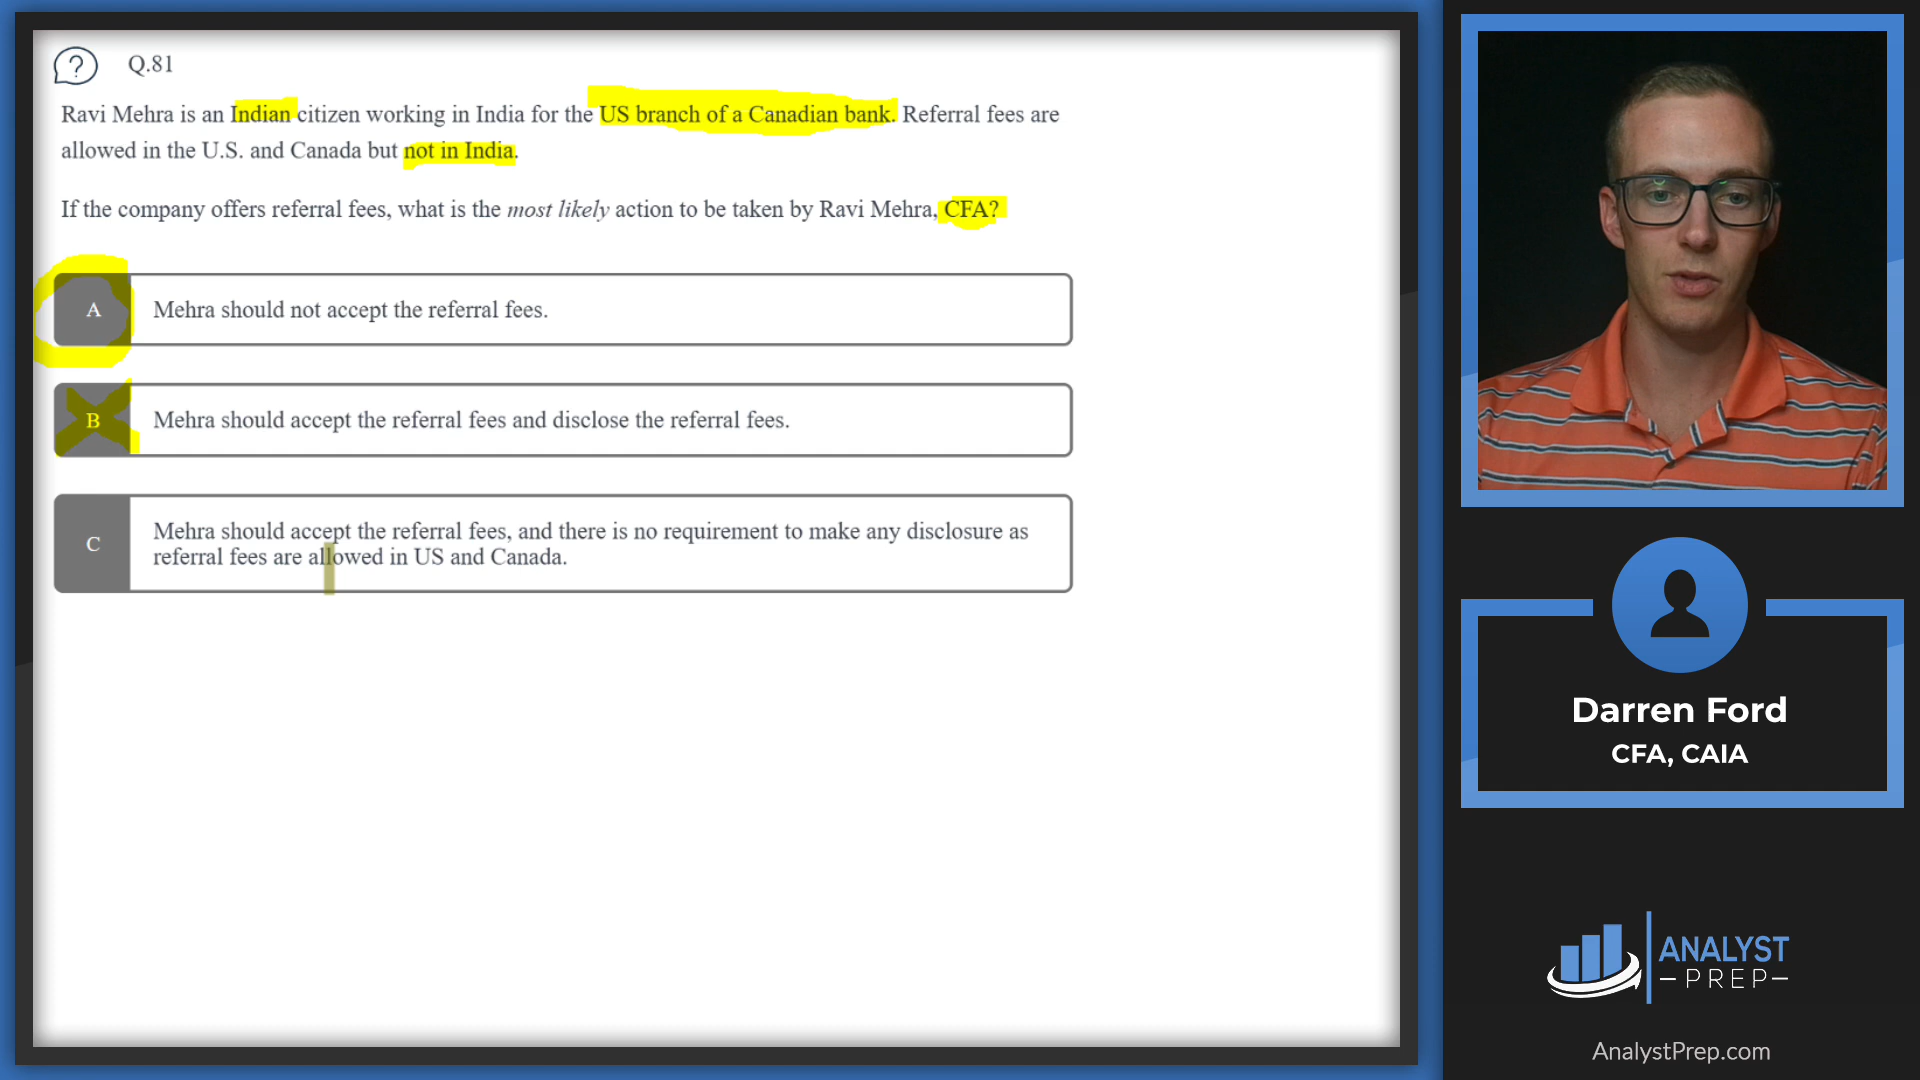 ?
Q.81
Ravi Mehra is an Indian citizen working in India for the US branch of a Canadian bank. Referral fees are
allowed in the U.S. and Canada but not in India.
If the company offers referral fees, what is the most likely action to be taken by Ravi Mehra, CFA?
A
Mehra should not accept the referral fees.
B
Mehra should accept the referral fees and disclose the referral fees.
C
Mehra should accept the referral fees, and there is no requirement to make any disclosure as
referral fees are allowed in US and Canada.
Darren Ford
CFA, CAIA
ANALYST
PREP
AnalystPrep.com